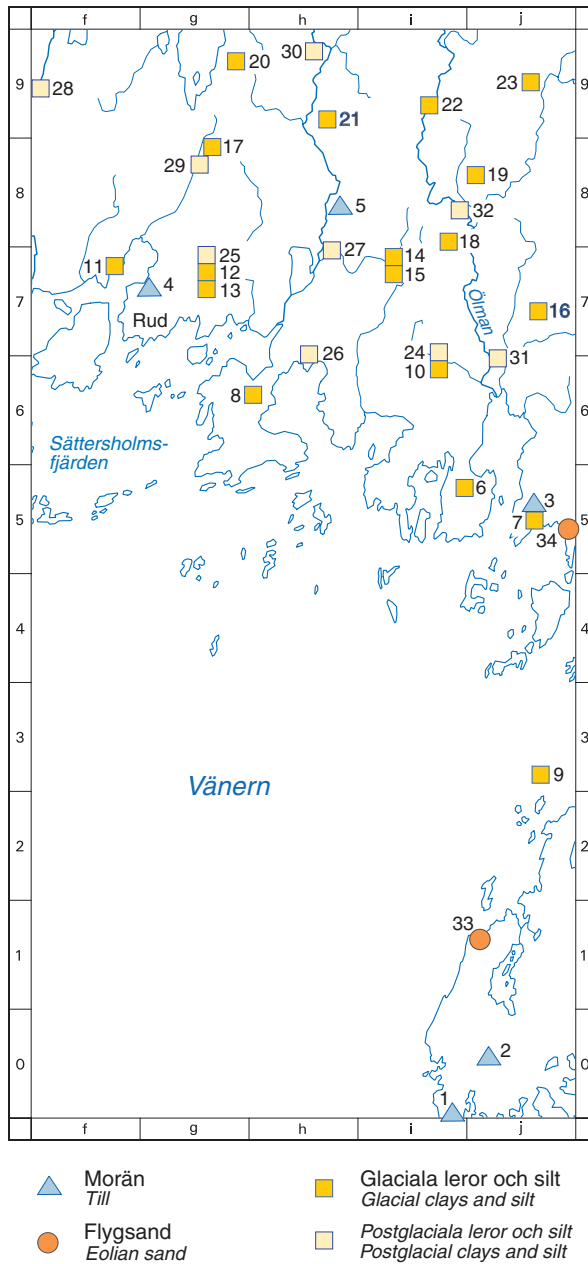 f g h i j
9 9
30
20
28
23
22
21
17
29
19
8 8
5
32
18
27
25
14
11
12
15
4
13
7 7
Ölman
16
Rud
24
26
31
10
8
6 6
Sättersholms-
fjärden
6
3
7
5 5
34
4 4
3 3
9
Vänern
2 2
33
1 1
2
0 0
1
f g h i j
Morän
Till
Flygsand
Eolian sand
Glaciala leror och silt
Glacial clays and silt
Postglaciala leror och silt
Postglacial clays and silt